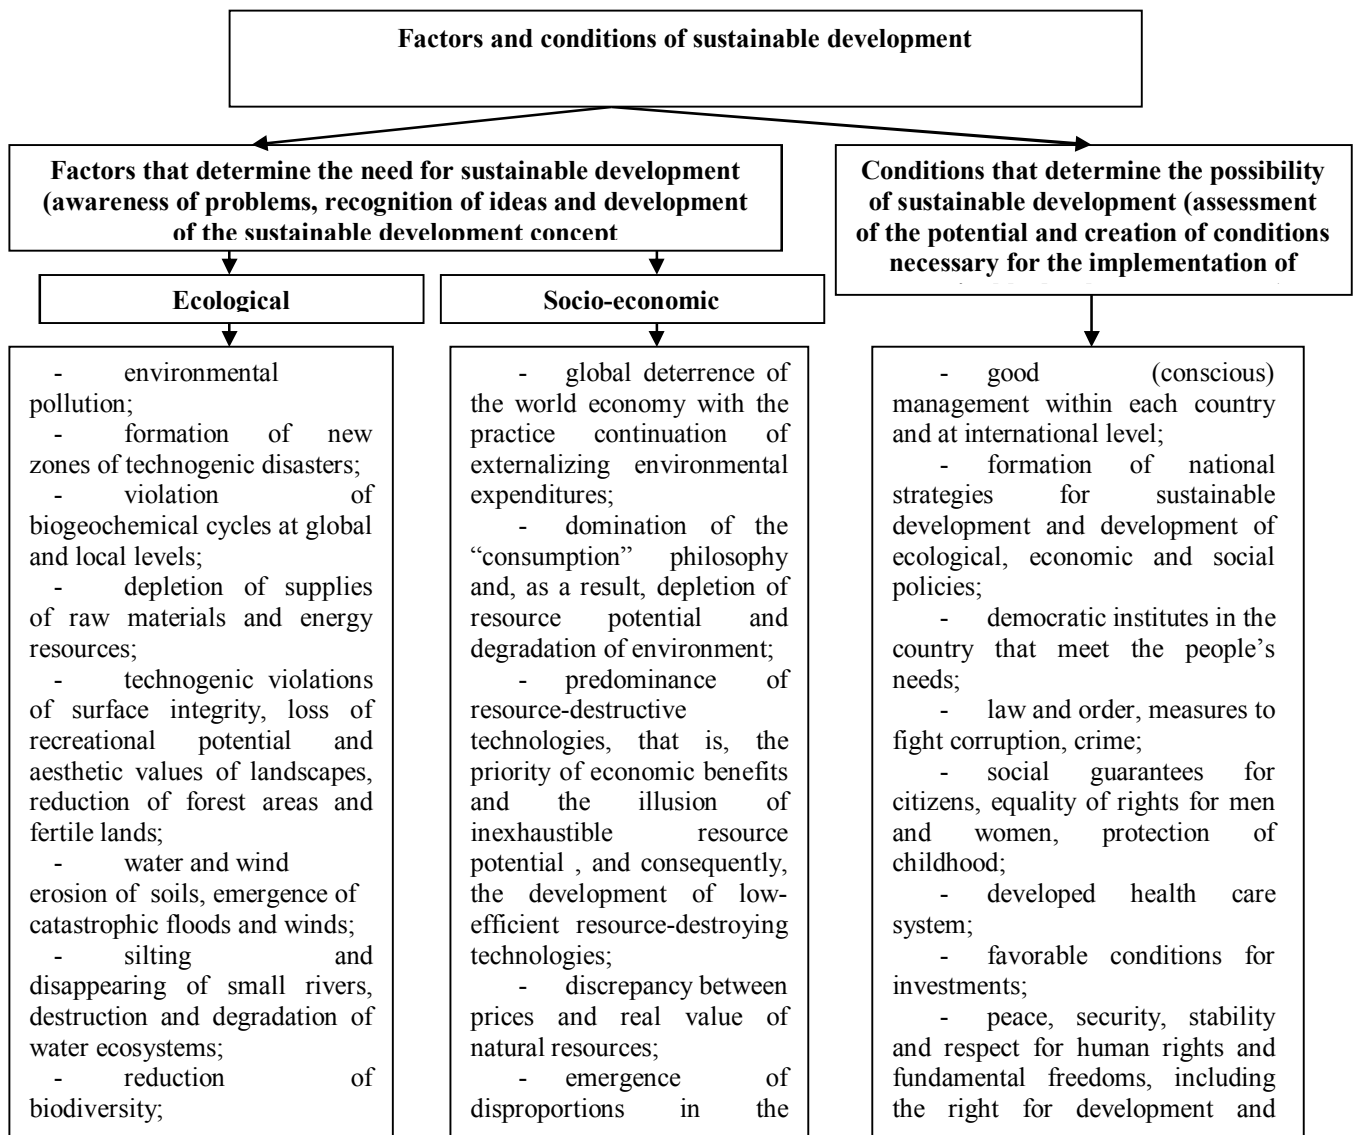 Factors and conditions of sustainable development
Factors that determine the need for sustainable development
(awareness of problems, recognition of ideas and development
of the sustainable development concept
Conditions that determine the possibility
of sustainable development (assessment
of the potential and creation of conditions
necessary for the implementation of
Ecological
Socio-economic
- environmental
pollution;
- formation of new
zones of technogenic disasters;
- violation of
biogeochemical cycles at global
and local levels;
- depletion of supplies
of raw materials and energy
resources;
- technogenic violations
of surface integrity, loss of
recreational potential and
aesthetic values of landscapes,
reduction of forest areas and
fertile lands;
- water and wind
erosion of soils, emergence of
catastrophic floods and winds;
- silting and
disappearing of small rivers,
destruction and degradation of
water ecosystems;
- reduction of
biodiversity;
- global deterrence of
the world economy with the
practice continuation of
externalizing environmental
expenditures;
- domination of the
“consumption” philosophy
and, as a result, depletion of
resource potential and
degradation of environment;
- predominance of
resource-destructive
technologies, that is, the
priority of economic benefits
and the illusion of
inexhaustible resource
potential , and consequently,
the development of low-
efficient resource-destroying
technologies;
- discrepancy between
prices and real value of
natural resources;
- emergence of
disproportions in the
- good (conscious)
management within each country
and at international level;
- formation of national
strategies for sustainable
development and development of
ecological, economic and social
policies;
- democratic institutes in the
country that meet the people’s
needs;
- law and order, measures to
fight corruption, crime;
- social guarantees for
citizens, equality of rights for men
and women, protection of
childhood;
- developed health care
system;
- favorable conditions for
investments;
- peace, security, stability
and respect for human rights and
fundamental freedoms, including
the right for development and